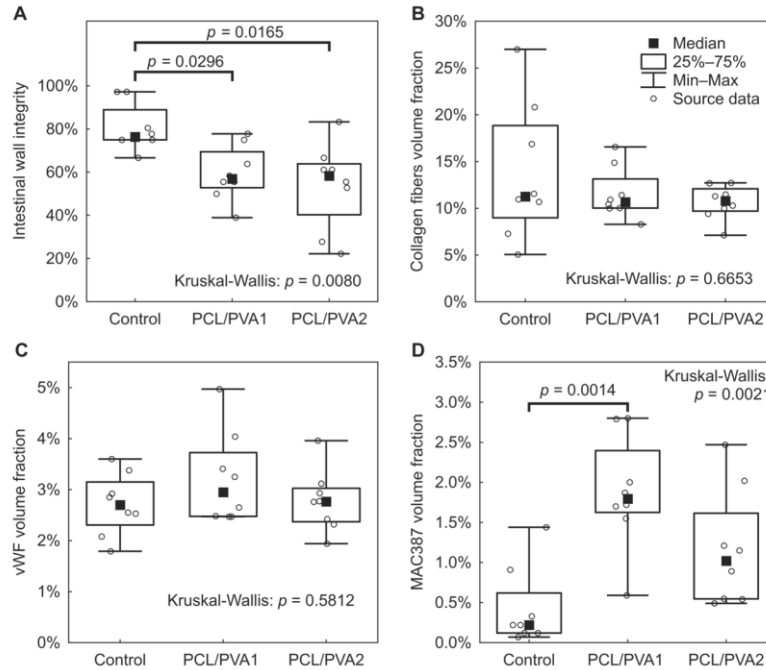 A
p = 0.0165
p = 0.0296
100%
80%
60%
40%
20%
0%
Intestinal wall integrity
Kruskal-Wallis: p = 0.0080
Control PCL/PVA1 PCL/PVA2
B
30%
25%
20%
15%
10%
5%
0%
Collagen fibers volume fraction
Median
25%–75%
Min–Max
Source data
Kruskal-Wallis: p = 0.6653
Control PCL/PVA1 PCL/PVA2
C
5%
4%
3%
2%
1%
0%
vWF volume fraction
Kruskal-Wallis: p = 0.5812
Control PCL/PVA1 PCL/PVA2
D
3.5%
3.0%
2.5%
2.0%
1.5%
1.0%
0.5%
0.0%
MAC387 volume fraction
p = 0.0014
Kruskal-Wallis
p = 0.0021
Control PCL/PVA1 PCL/PVA2